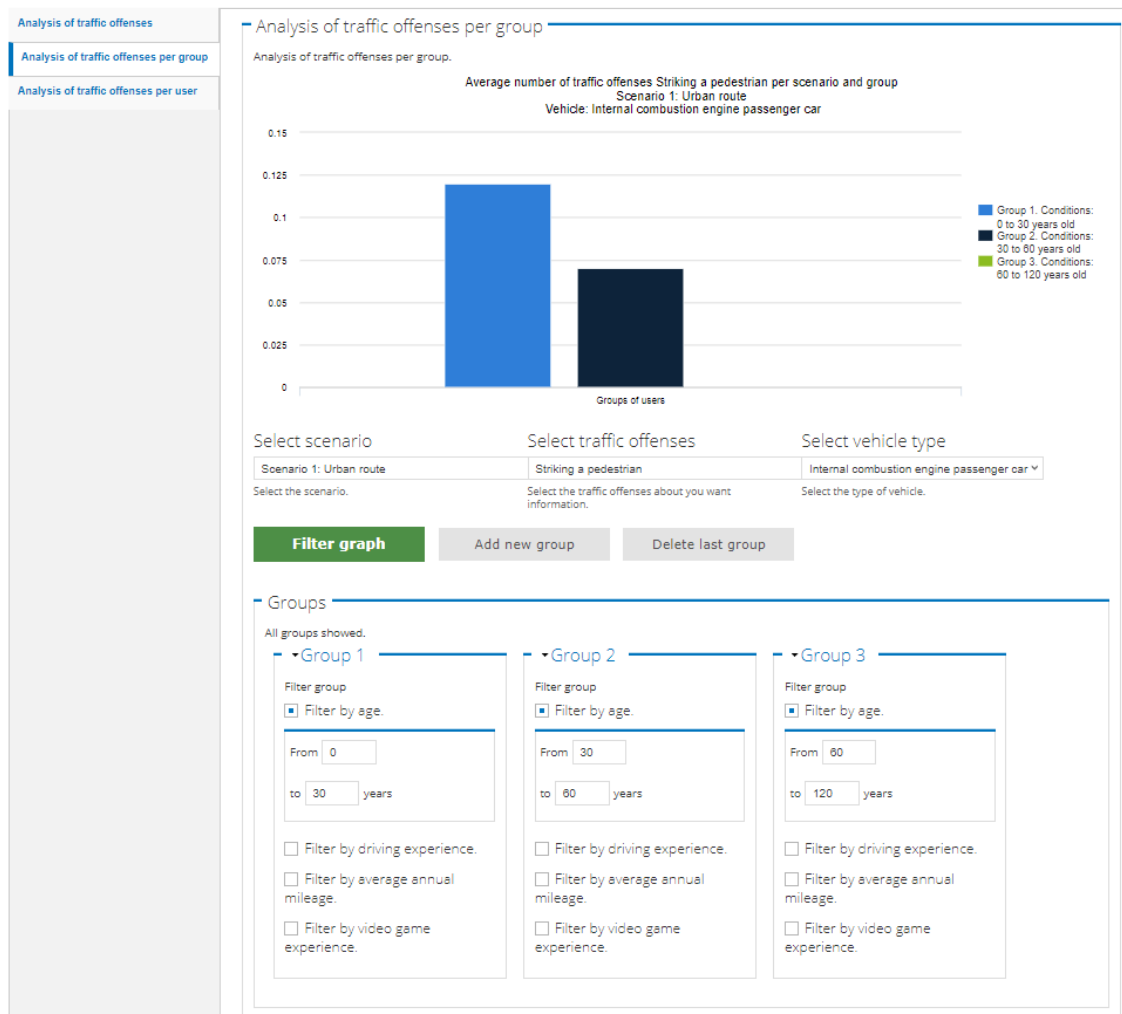 Analysis of traffic offenses
Analysis of traffic offenses per group
Analysis of traffic offenses per user
Analysis of traffic offenses per group
Analysis of traffic offenses per group.
Average number of traffic offenses Striking a pedestrian per scenario and group
Scenario 1: Urban route
Vehicle: Internal combustion engine passenger car
0.15
0.125
0.1
0.075
0.05
0.025
0
Groups of users
Group 1. Conditions:
0 to 30 years old
Group 2. Conditions:
30 to 60 years old
Group 3. Conditions:
60 to 120 years old
Select scenario
Scenario 1: Urban route
Select the scenario.
Select traffic offenses
Striking a pedestrian
Select the traffic offenses about you want
information.
Select vehicle type
Internal combustion engine passenger car
Select the type of vehicle.
Filter graph
Add new group
Delete last group
Groups
All groups showed.
Group 1
Filter group
Filter by age.
From 0
to 30 years
Filter by driving experience.
Filter by average annual
mileage.
Filter by video game
experience.
Group 2
Filter group
Filter by age.
From 30
to 60 years
Filter by driving experience.
Filter by average annual
mileage.
Filter by video game
experience.
Group 3
Filter group
Filter by age.
From 60
to 120 years
Filter by driving experience.
Filter by average annual
mileage.
Filter by video game
experience.